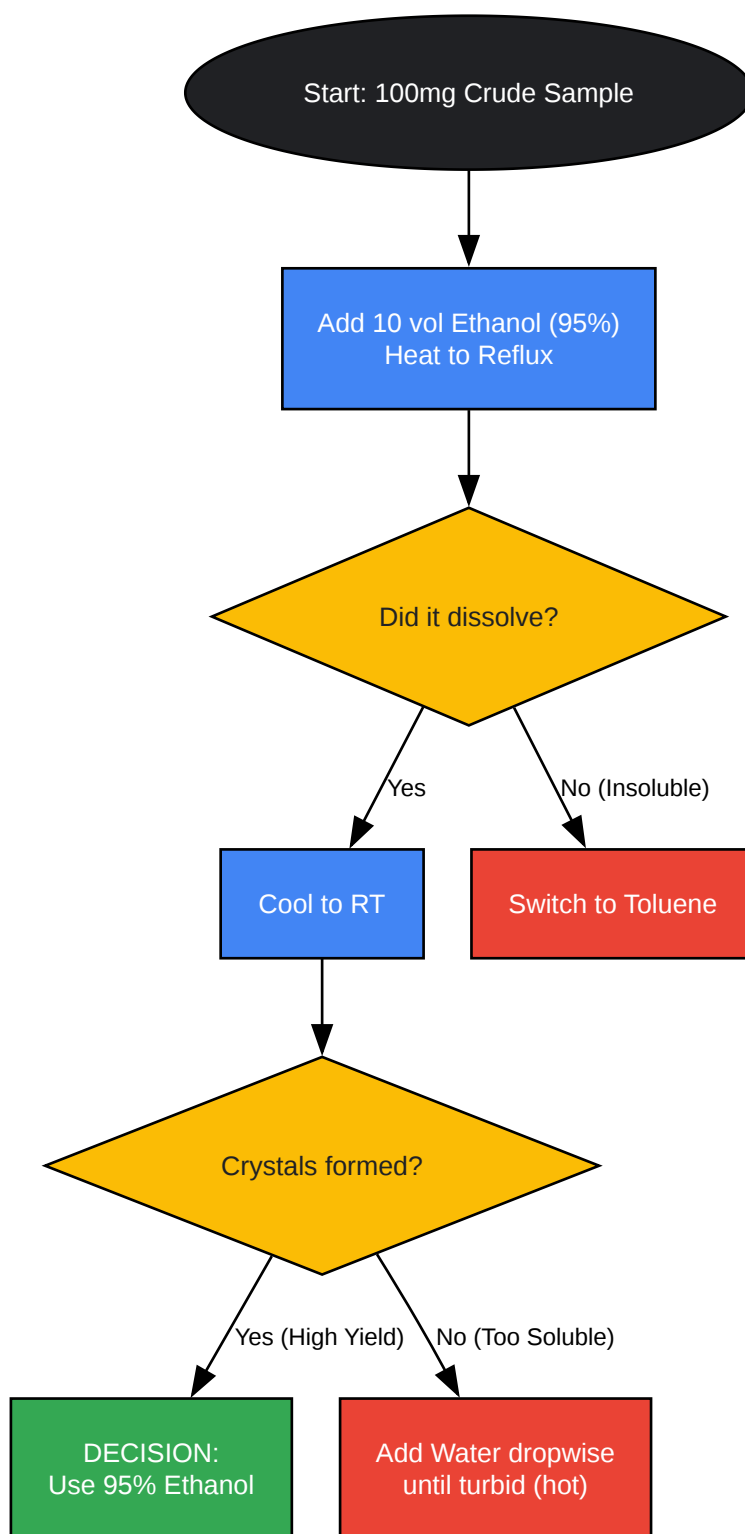 Start: 100mg Crude Sample
Add 10 vol Ethanol (95%)
Heat to Reflux
Did it dissolve?
Yes
No (Insoluble)
Cool to RT
Switch to Toluene
Crystals formed?
Yes (High Yield)
No (Too Soluble)
DECISION:
Use 95% Ethanol
Add Water dropwise
until turbid (hot)